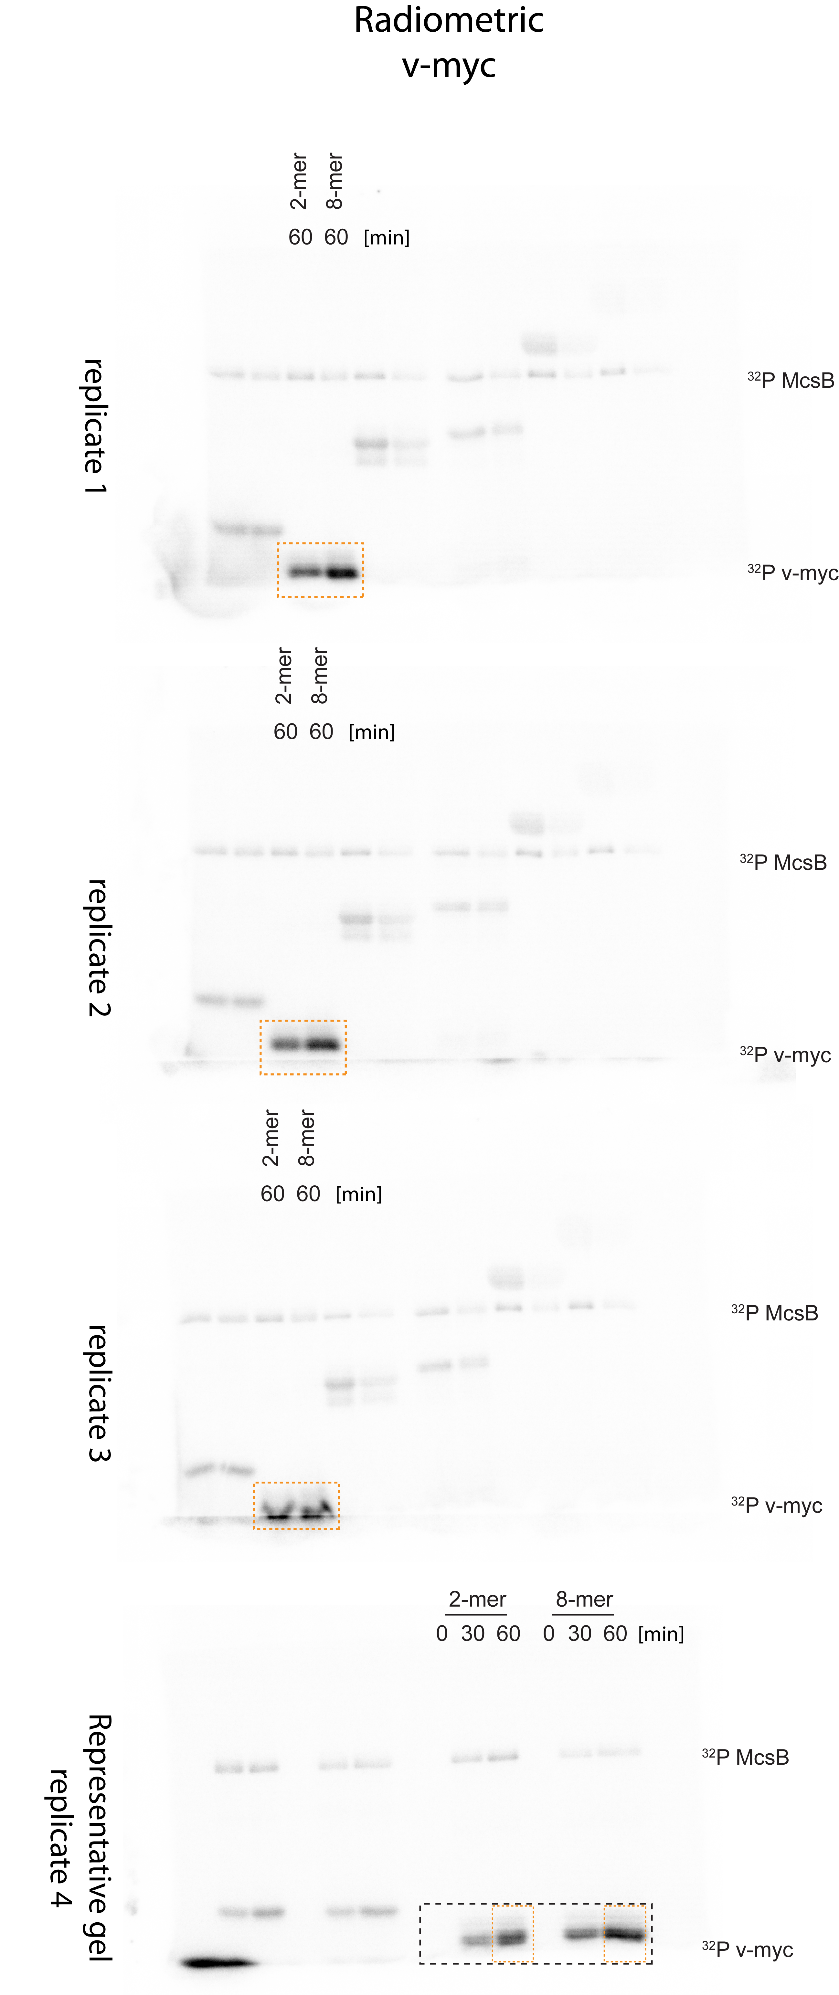 Radiometric
v-myc
2-mer 8-mer
60 60 [min]
replicate 1
³²P McsB
³²P v-myc
2-mer 8-mer
60 60 [min]
replicate 2
³²P McsB
³²P v-myc
2-mer 8-mer
60 60 [min]
replicate 3
³²P McsB
³²P v-myc
2-mer 8-mer
0 30 60 0 30 60 [min]
Representative gel
replicate 4
³²P McsB
³²P v-myc